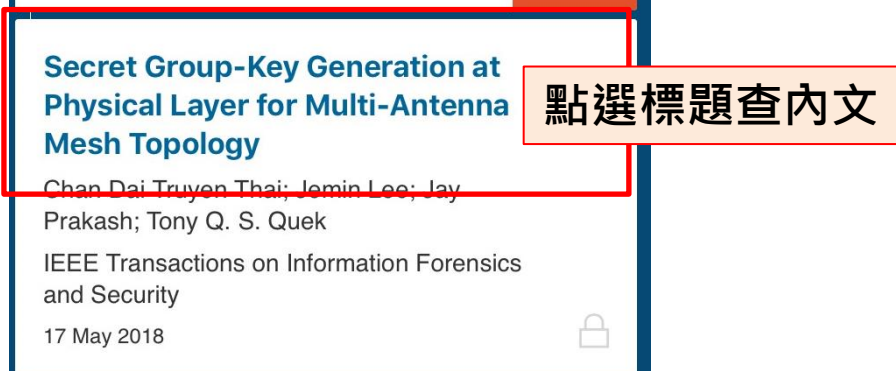 Secret Group-Key Generation at
Physical Layer for Multi-Antenna
Mesh Topology
點選標題查內文
Chan Dai Truyen Thai; Jemin Lee; Jay
Prakash; Tony Q. S. Quek
IEEE Transactions on Information Forensics
and Security
17 May 2018